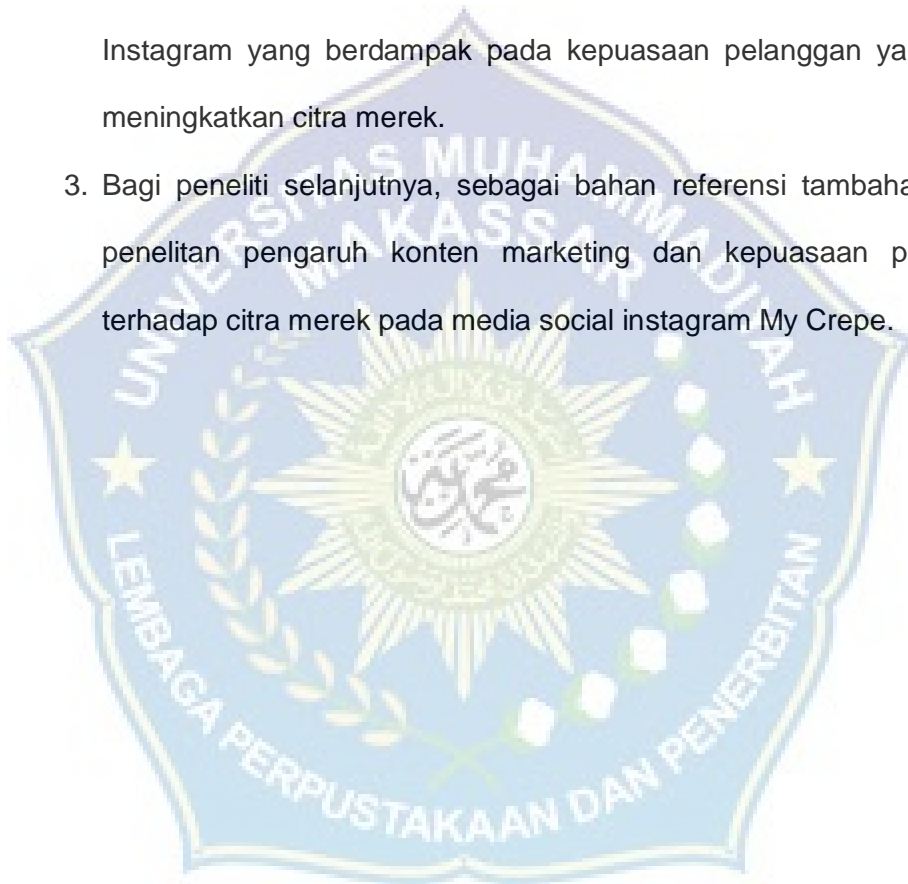 Instagram yang berdampak pada kepuasaan pelanggan ya
meningkatkan citra merek.
3. Bagi peneliti selanjutnya, sebagai bahan referensi tambaha
penelitan pengaruh konten marketing dan kepuasaan p
terhadap citra merek pada media social instagram My Crepe.
UNIVERSITAS MUHAMMADIYAH
MAKASSAR
LEMBAGA PERPUSTAKAAN DAN PENERBITAN